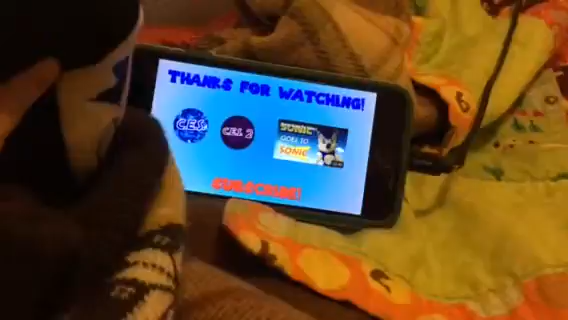 THANKS FOR WATCHING!
CES
CEL 2
SONIC
GOES TO
SONIC
SUBSCRIBE!